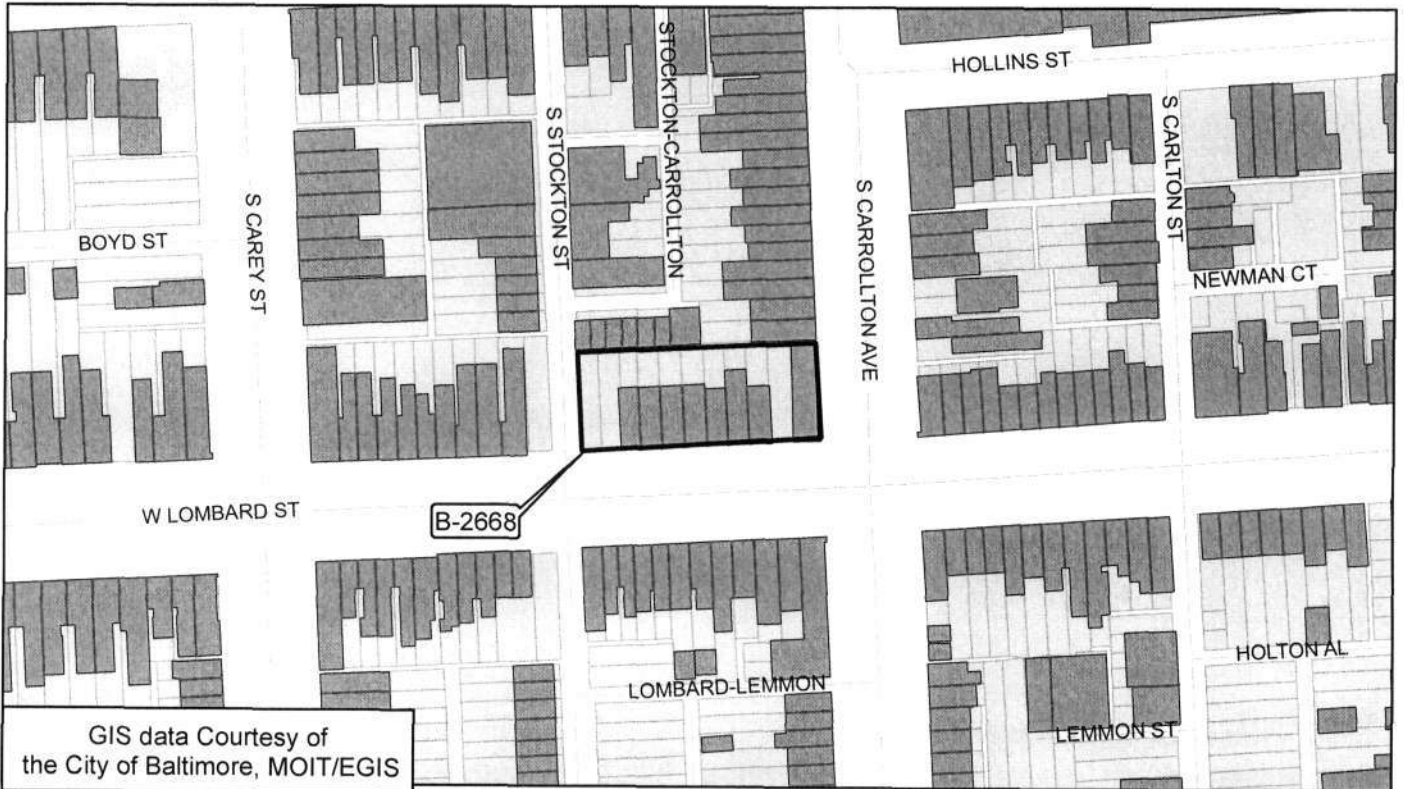 HOLLINS ST
STOCKTON-CARROLLTON
S STOCKTON ST
S CARLTON ST
S CAREY ST
S CARROLLTON AVE
BOYD ST
NEWMAN CT
W LOMBARD ST
B-2668
HOLTON AL
LOMBARD-LEMMON
LEMMON ST
GIS data Courtesy of
the City of Baltimore, MOIT/EGIS